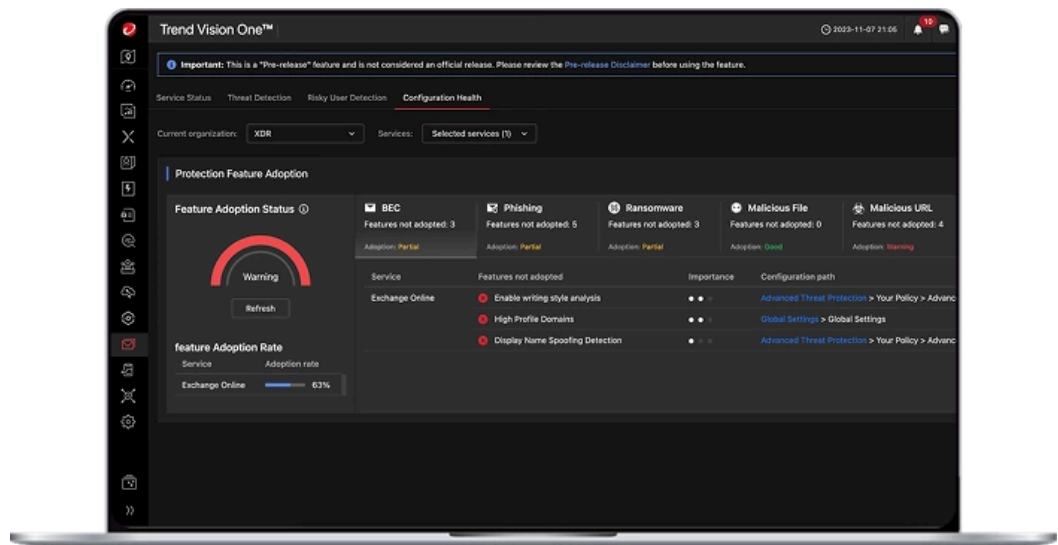 Trend Vision One™
2023-11-07 21:05
10
Important: This is a "Pre-release" feature and is not considered an official release. Please review the Pre-release Disclaimer before using the feature.
Service Status Threat Detection Risky User Detection Configuration Health
Current organization: XDR Services: Selected services (1)
Protection Feature Adoption
Feature Adoption Status
Warning
Refresh
feature Adoption Rate
Service Adoption rate
Exchange Online 63%
BEC Phishing Ransomware Malicious File Malicious URL
Features not adopted: 3 Features not adopted: 5 Features not adopted: 3 Features not adopted: 0 Features not adopted: 4
Adoption: Partial Adoption: Partial Adoption: Partial Adoption: Good Adoption: Warning
Service Features not adopted Importance Configuration path
Exchange Online Enable writing style analysis Advanced Threat Protection > Your Policy > Advanc
High Profile Domains Global Settings > Global Settings
Display Name Spoofing Detection Advanced Threat Protection > Your Policy > Advanc